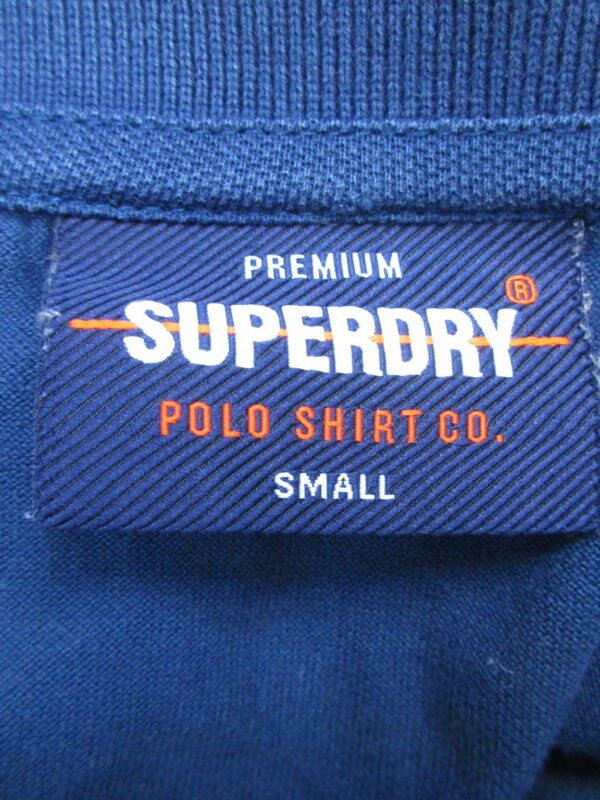 PREMIUM
SUPERDRY®
POLO SHIRT CO.
SMALL